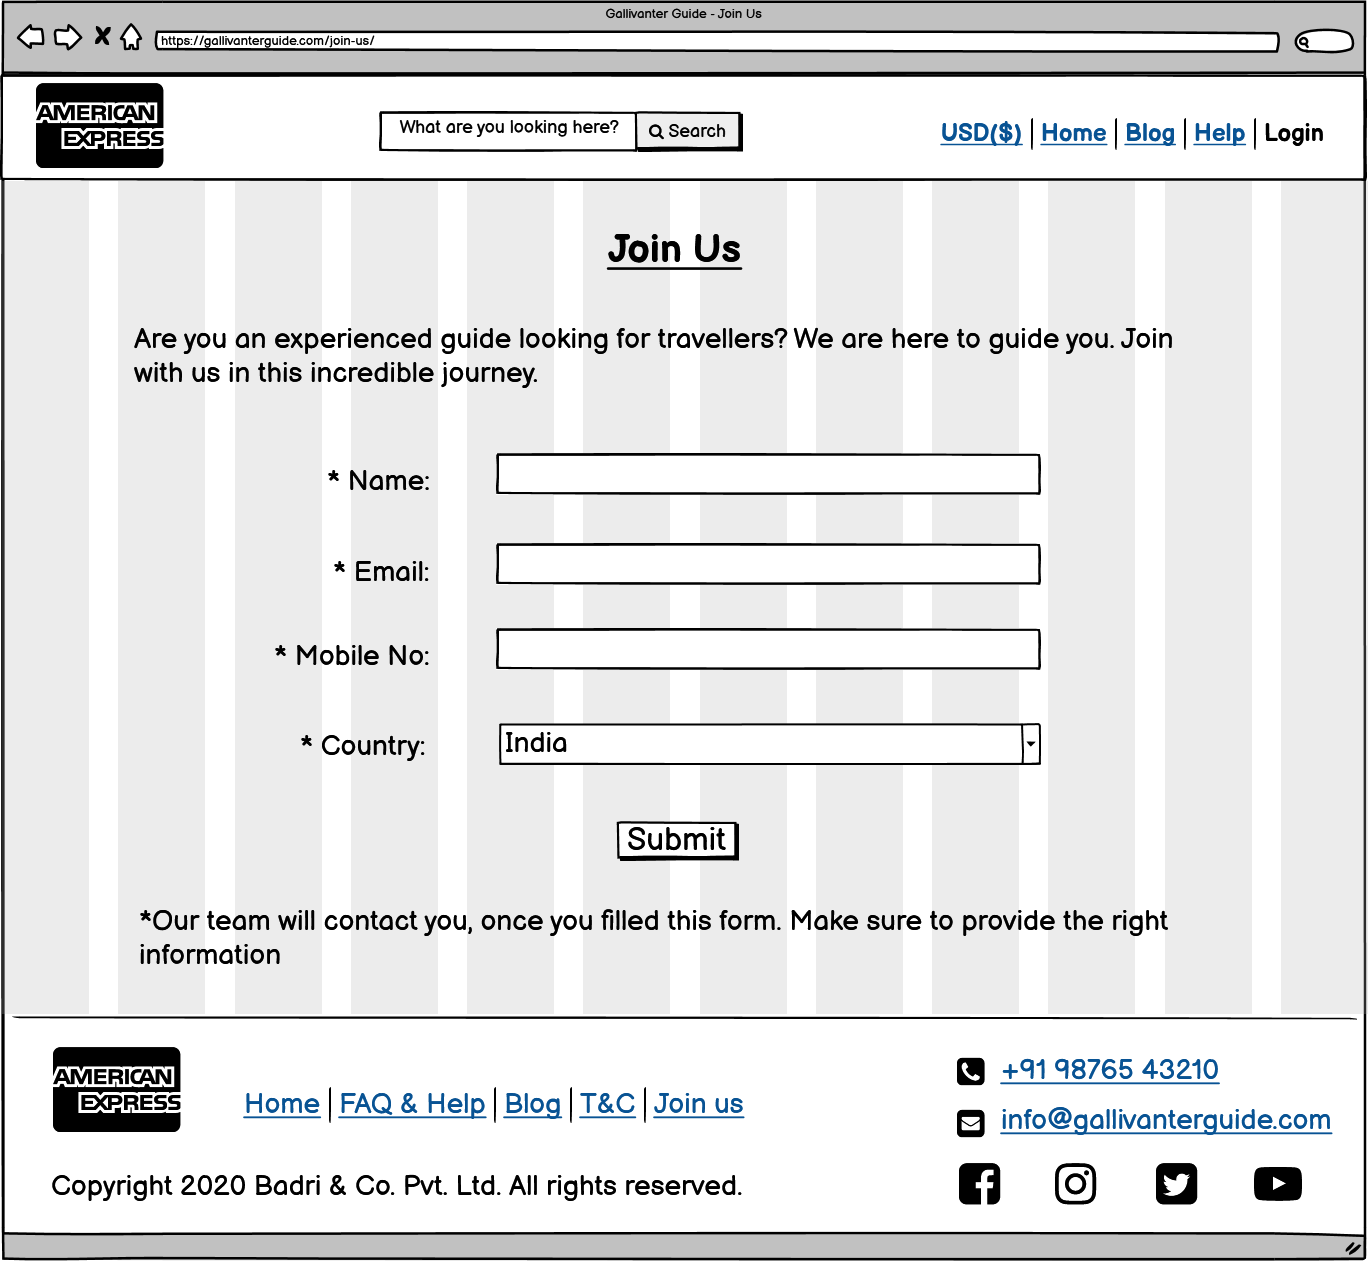 Gallivanter Guide - Join Us
https://gallivanterguide.com/join-us/
AMERICAN
EXPRESS
What are you looking here?
Search
USD($) | Home | Blog | Help | Login
Join Us
Are you an experienced guide looking for travellers? We are here to guide you. Join
with us in this incredible journey.
* Name:
* Email:
* Mobile No:
* Country:
India
Submit
*Our team will contact you, once you filled this form. Make sure to provide the right
information
AMERICAN
EXPRESS
Home | FAQ & Help | Blog | T&C | Join us
+91 98765 43210
info@gallivanterguide.com
Copyright 2020 Badri & Co. Pvt. Ltd. All rights reserved.